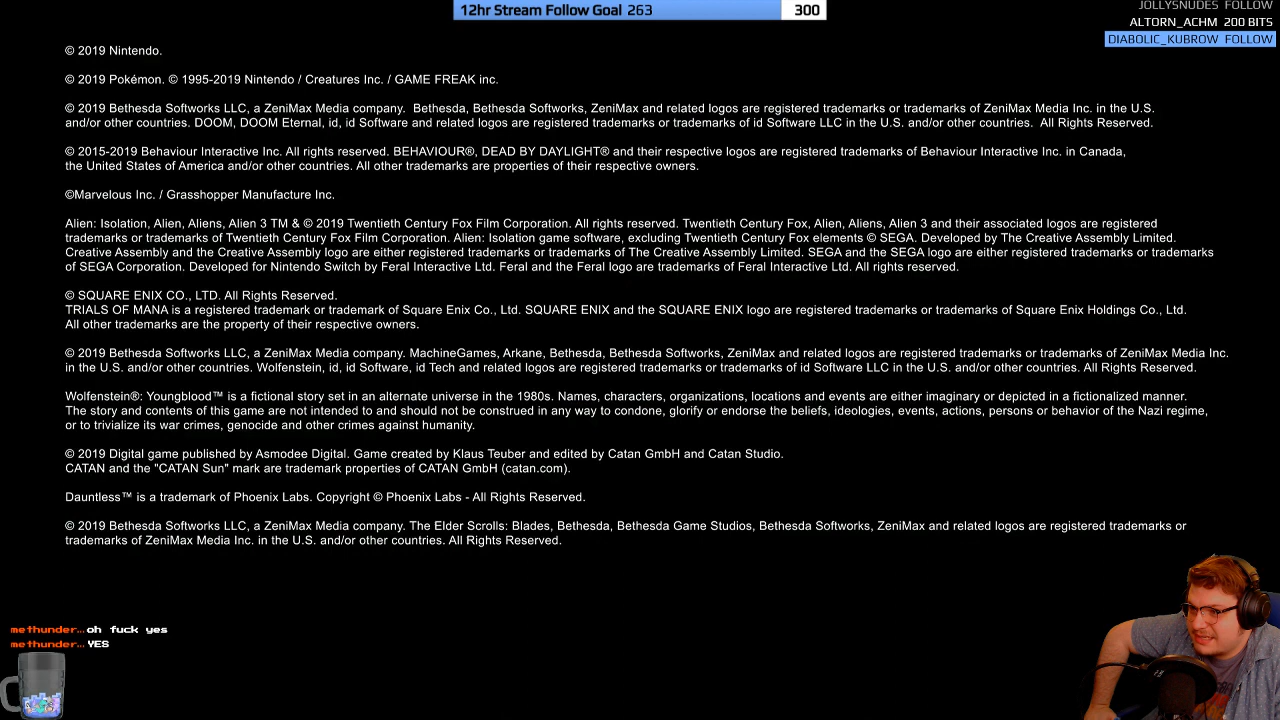 12hr Stream Follow Goal 263
300
JOLLYSNUDES FOLLOW
ALTORN_ACHM 200 BITS
DIABOLIC_KUBROW FOLLOW
© 2019 Nintendo.
© 2019 Pokémon. © 1995-2019 Nintendo / Creatures Inc. / GAME FREAK inc.
© 2019 Bethesda Softworks LLC, a ZeniMax Media company. Bethesda, Bethesda Softworks, ZeniMax and related logos are registered trademarks or trademarks of ZeniMax Media Inc. in the U.S.
and/or other countries. DOOM, DOOM Eternal, id, id Software and related logos are registered trademarks or trademarks of id Software LLC in the U.S. and/or other countries. All Rights Reserved.
© 2015-2019 Behaviour Interactive Inc. All rights reserved. BEHAVIOUR®, DEAD BY DAYLIGHT® and their respective logos are registered trademarks of Behaviour Interactive Inc. in Canada,
the United States of America and/or other countries. All other trademarks are properties of their respective owners.
©Marvelous Inc. / Grasshopper Manufacture Inc.
Alien: Isolation, Alien, Aliens, Alien 3 TM & © 2019 Twentieth Century Fox Film Corporation. All rights reserved. Twentieth Century Fox, Alien, Aliens, Alien 3 and their associated logos are registered
trademarks or trademarks of Twentieth Century Fox Film Corporation. Alien: Isolation game software, excluding Twentieth Century Fox elements © SEGA. Developed by The Creative Assembly Limited.
Creative Assembly and the Creative Assembly logo are either registered trademarks or trademarks of The Creative Assembly Limited. SEGA and the SEGA logo are either registered trademarks or trademarks
of SEGA Corporation. Developed for Nintendo Switch by Feral Interactive Ltd. Feral and the Feral logo are trademarks of Feral Interactive Ltd. All rights reserved.
© SQUARE ENIX CO., LTD. All Rights Reserved.
TRIALS OF MANA is a registered trademark or trademark of Square Enix Co., Ltd. SQUARE ENIX and the SQUARE ENIX logo are registered trademarks or trademarks of Square Enix Holdings Co., Ltd.
All other trademarks are the property of their respective owners.
© 2019 Bethesda Softworks LLC, a ZeniMax Media company. MachineGames, Arkane, Bethesda, Bethesda Softworks, ZeniMax and related logos are registered trademarks or trademarks of ZeniMax Media Inc.
in the U.S. and/or other countries. Wolfenstein, id, id Software, id Tech and related logos are registered trademarks or trademarks of id Software LLC in the U.S. and/or other countries. All Rights Reserved.
Wolfenstein®: Youngblood™ is a fictional story set in an alternate universe in the 1980s. Names, characters, organizations, locations and events are either imaginary or depicted in a fictionalized manner.
The story and contents of this game are not intended to and should not be construed in any way to condone, glorify or endorse the beliefs, ideologies, events, actions, persons or behavior of the Nazi regime,
or to trivialize its war crimes, genocide and other crimes against humanity.
© 2019 Digital game published by Asmodee Digital. Game created by Klaus Teuber and edited by Catan GmbH and Catan Studio.
CATAN and the "CATAN Sun" mark are trademark properties of CATAN GmbH (catan.com).
Dauntless™ is a trademark of Phoenix Labs. Copyright © Phoenix Labs - All Rights Reserved.
© 2019 Bethesda Softworks LLC, a ZeniMax Media company. The Elder Scrolls: Blades, Bethesda, Bethesda Game Studios, Bethesda Softworks, ZeniMax and related logos are registered trademarks or
trademarks of ZeniMax Media Inc. in the U.S. and/or other countries. All Rights Reserved.
methunder...oh fuck yes
methunder...YES